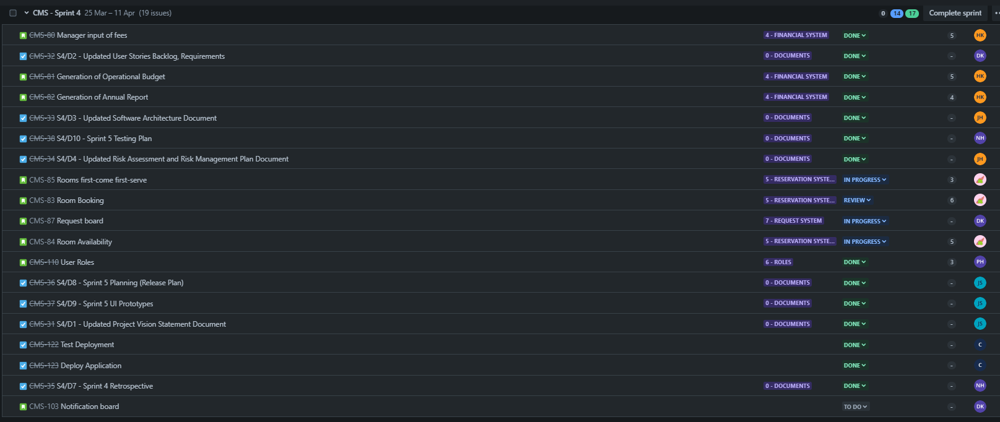 CMS - Sprint 4 25 Mar – 11 Apr (19 issues) 0 14 17 Complete sprint
CMS-80 Manager input of fees 4 - FINANCIAL SYSTEM DONE 5 HK
CMS-32 S4/D2 - Updated User Stories Backlog, Requirements 0 - DOCUMENTS DONE - DK
CMS-81 Generation of Operational Budget 4 - FINANCIAL SYSTEM DONE 5 HK
CMS-82 Generation of Annual Report 4 - FINANCIAL SYSTEM DONE 4 HK
CMS-33 S4/D3 - Updated Software Architecture Document 0 - DOCUMENTS DONE - JH
CMS-38 S4/D10 - Sprint 5 Testing Plan 0 - DOCUMENTS DONE - NH
CMS-34 S4/D4 - Updated Risk Assessment and Risk Management Plan Document 0 - DOCUMENTS DONE - JH
CMS-85 Rooms first-come first-serve 5 - RESERVATION SYSTE... IN PROGRESS 3
CMS-83 Room Booking 5 - RESERVATION SYSTE... REVIEW 6
CMS-87 Request board 7 - REQUEST SYSTEM IN PROGRESS - DK
CMS-84 Room Availability 5 - RESERVATION SYSTE... IN PROGRESS 5
CMS-110 User Roles 6 - ROLES DONE 3 PH
CMS-36 S4/D8 - Sprint 5 Planning (Release Plan) 0 - DOCUMENTS DONE - JS
CMS-37 S4/D9 - Sprint 5 UI Prototypes 0 - DOCUMENTS DONE - JS
CMS-31 S4/D1 - Updated Project Vision Statement Document 0 - DOCUMENTS DONE - JS
CMS-122 Test Deployment DONE - C
CMS-123 Deploy Application DONE - C
CMS-35 S4/D7 - Sprint 4 Retrospective 0 - DOCUMENTS DONE - NH
CMS-103 Notification board TO DO - DK